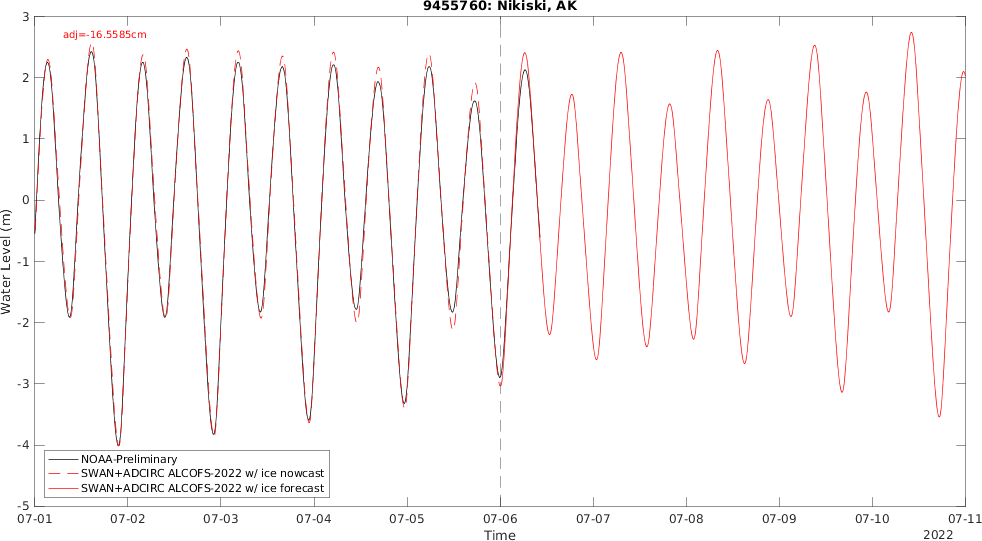 9455760: Nikiski, AK
adj=-16.5585cm
3
2
1
0
-1
-2
-3
-4
-5
Water Level (m)
NOAA-Preliminary
SWAN+ADCIRC ALCOFS-2022 w/ ice nowcast
SWAN+ADCIRC ALCOFS-2022 w/ ice forecast
07-01 07-02 07-03 07-04 07-05 07-06 07-07 07-08 07-09 07-10 07-11
Time
2022